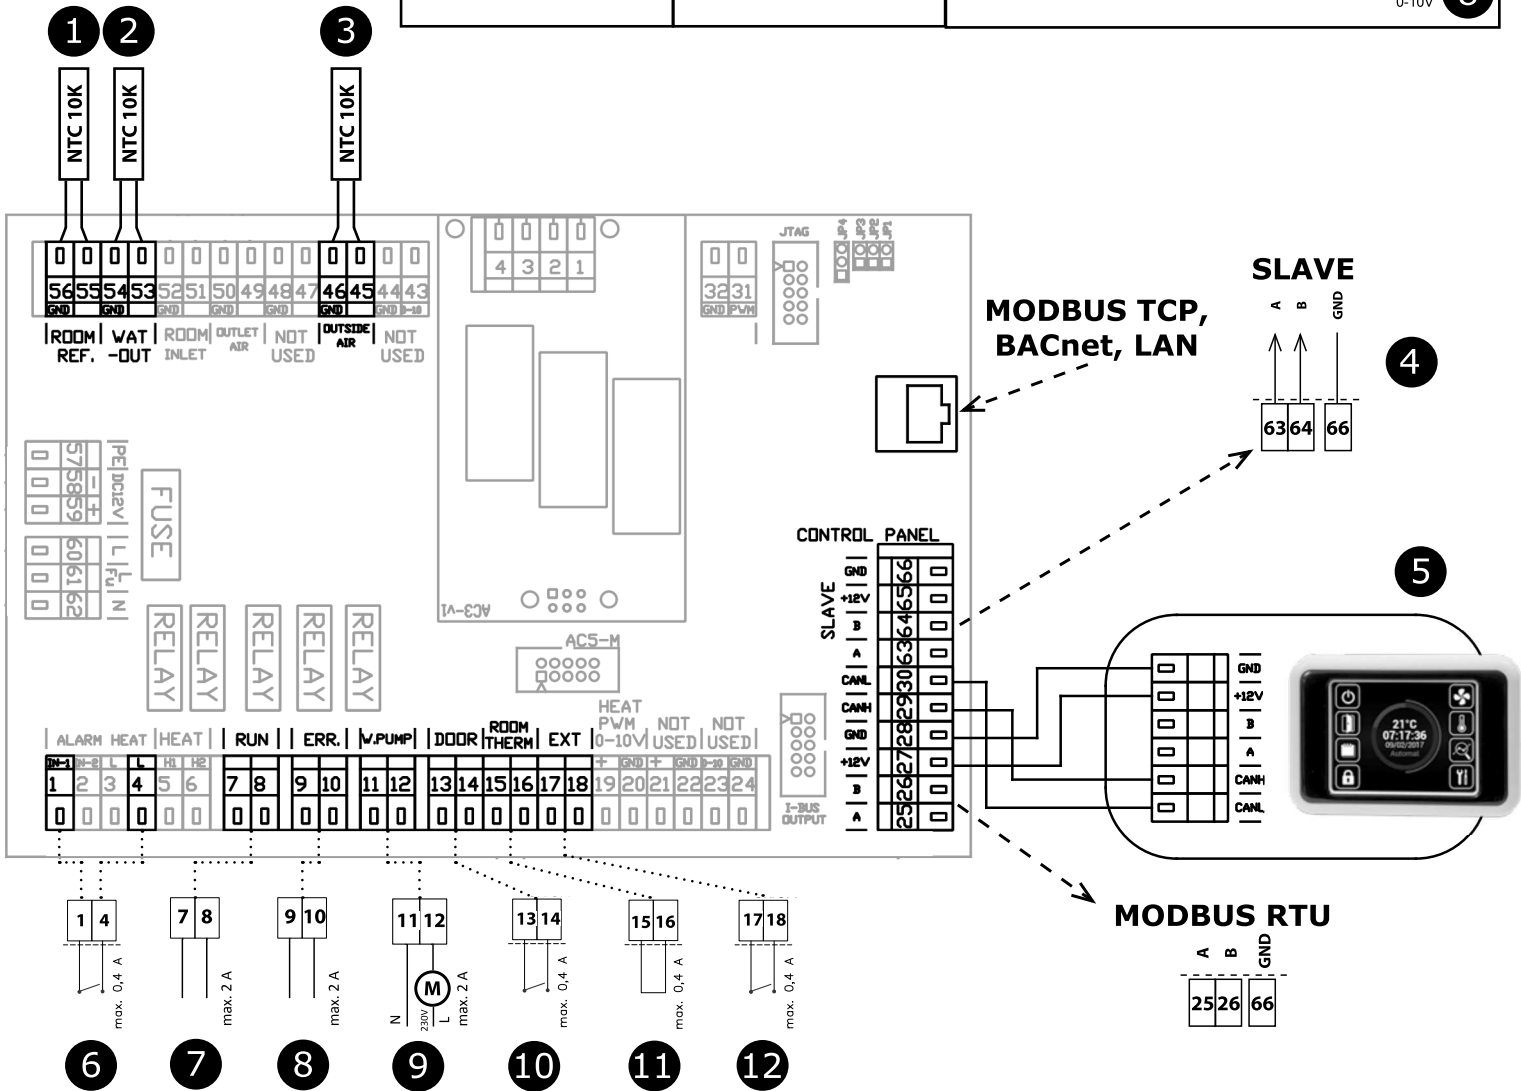 0-10V
1 2 3
NTC 10K NTC 10K NTC 10K
4 3 2 1
JTAG
JP4 JP3 JP2 JP1
56 55 54 53 52 51 50 49 48 47 46 45 44 43
GND GND GND GND GND GND GND 0-10
32 31
GND PWM
ROOM REF.
WAT -OUT
ROOM INLET
OUTLET AIR
NOT USED
OUTSIDE AIR
NOT USED
MODBUS TCP,
BACnet, LAN
SLAVE
A B GND
63 64 66
4
57 58 59
PE DC12V
- +
60 61 62
L L FU N
FUSE
RELAY RELAY RELAY RELAY RELAY
AC3-v1
AC5-M
CONTROL PANEL
SLAVE
GND 66
+12V 65
B 64
A 63
CANL 30
CANH 29
GND 28
+12V 27
B 26
A 25
5
GND
+12V
B
A
CANH
CANL
21°C
07:17:36
09/02/2017
Automat
ALARM HEAT HEAT RUN ERR. W.PUMP DOOR
ROOM THERM
EXT
HEAT PWM 0-10V
NOT USED
NOT USED
IN-1 IN-2 L L H1 H2 + GND + GND 0-10 GND
1 2 3 4 5 6 7 8 9 10 11 12 13 14 15 16 17 18 19 20 21 22 23 24
I-BUS
OUTPUT
1 4
max. 0,4 A
6
7 8
max. 2 A
7
9 10
max. 2 A
8
11 12
M
N 230V L
max. 2 A
9
13 14
max. 0,4 A
10
15 16
max. 0,4 A
11
17 18
max. 0,4 A
12
MODBUS RTU
A B GND
25 26 66